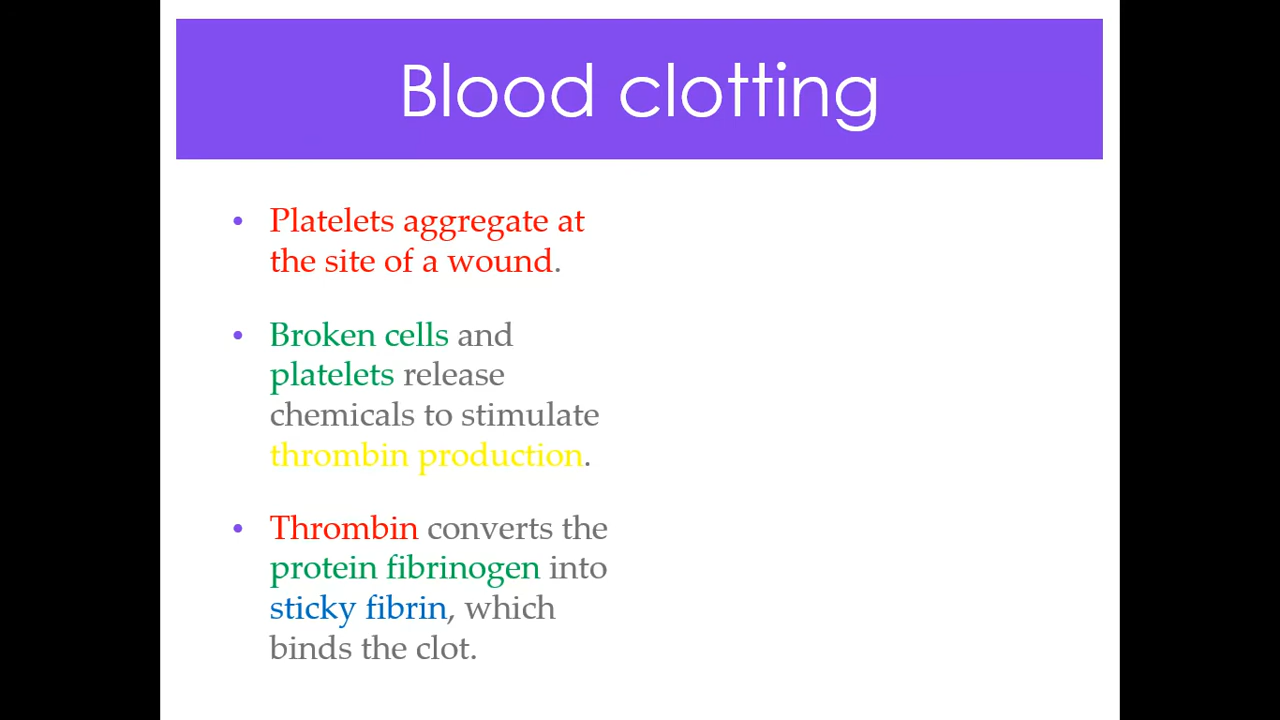 Blood clotting
• Platelets aggregate at
the site of a wound.
• Broken cells and
platelets release
chemicals to stimulate
thrombin production.
• Thrombin converts the
protein fibrinogen into
sticky fibrin, which
binds the clot.